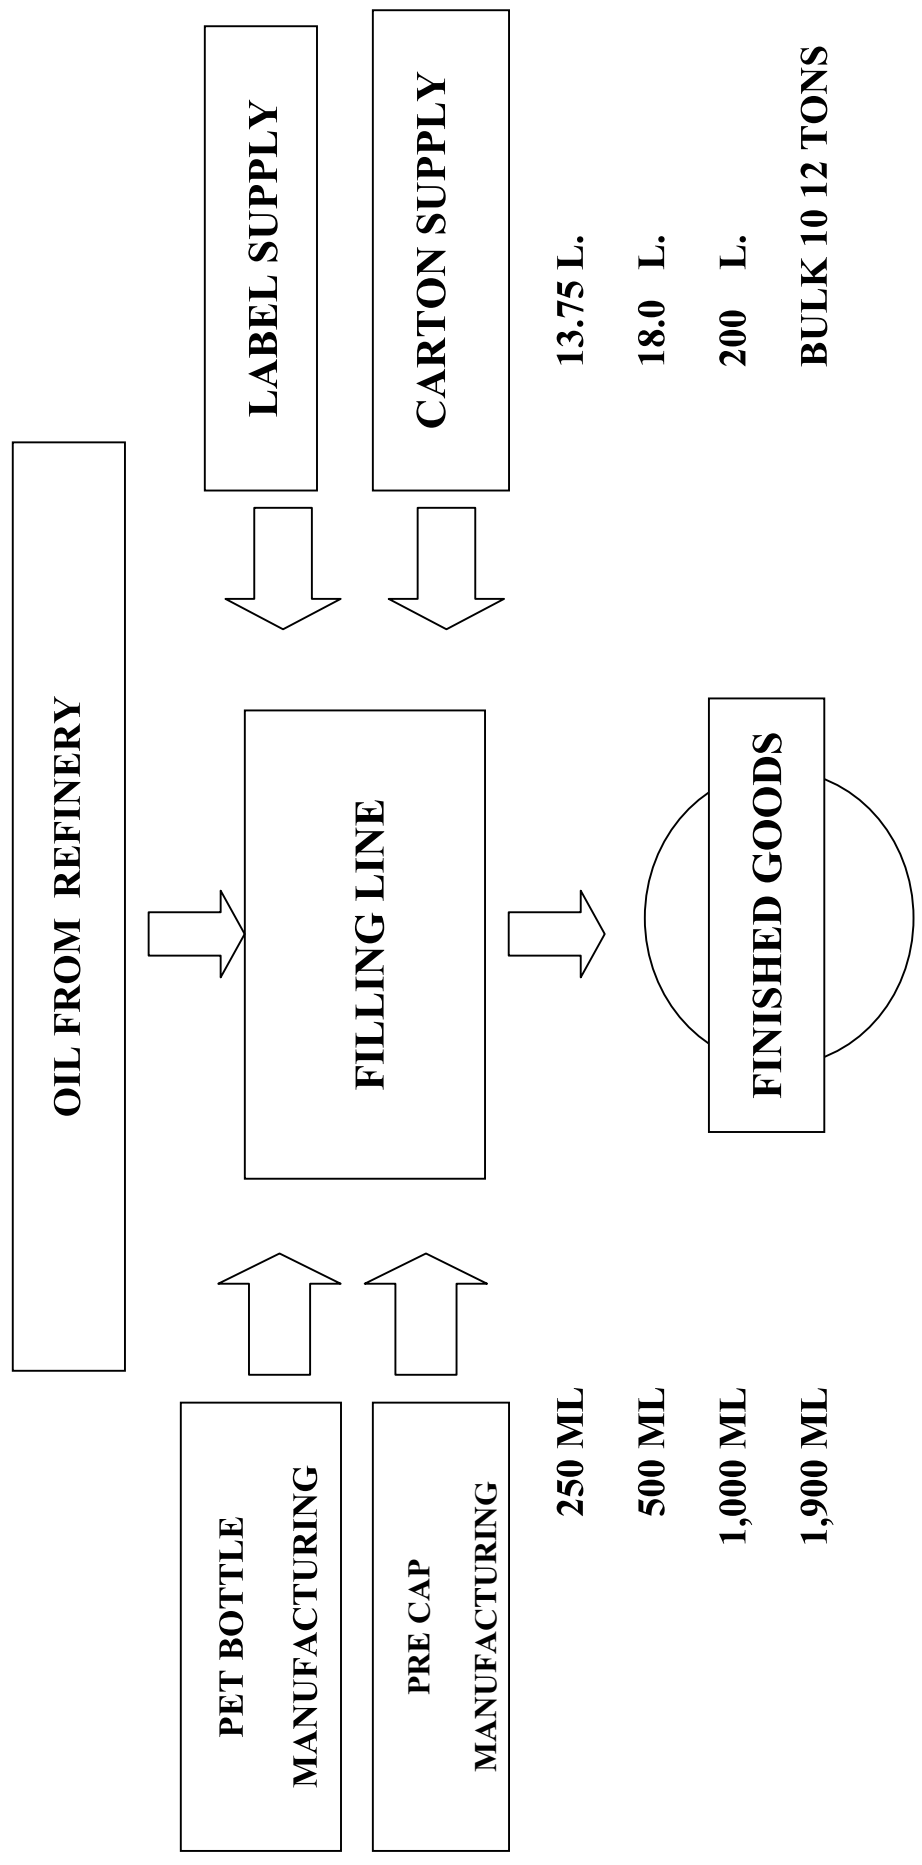 OIL FROM REFINERY
PET BOTTLE
MANUFACTURING
PRE CAP
MANUFACTURING
FILLING LINE
LABEL SUPPLY
CARTON SUPPLY
250 ML
500 ML
1,000 ML
1,900 ML
FINISHED GOODS
13.75 L.
18.0 L.
200 L.
BULK 10 12 TONS